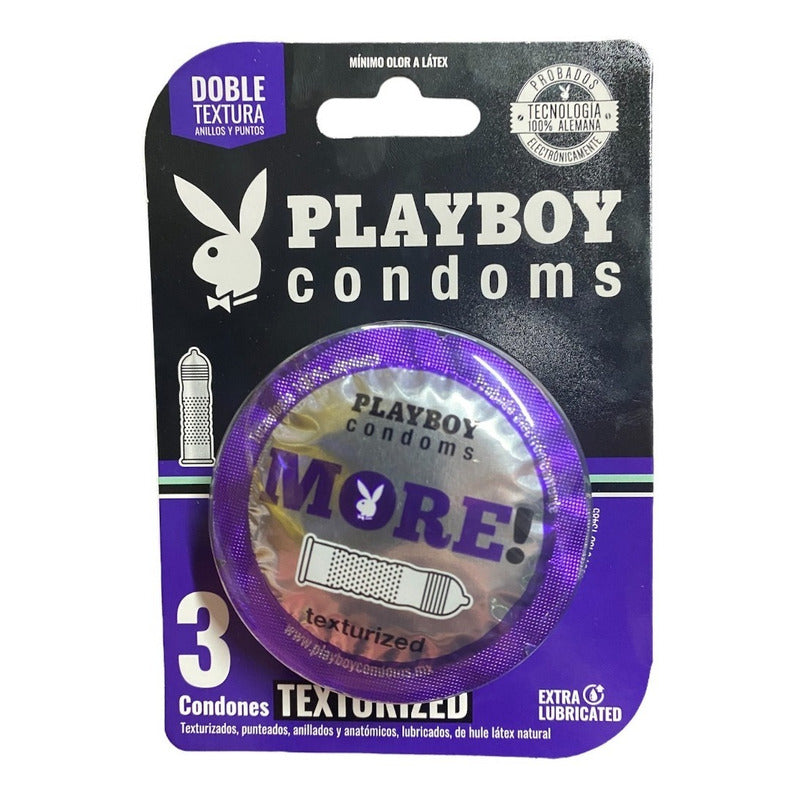 MÍNIMO OLOR A LÁTEX
DOBLE
TEXTURA
ANILLOS Y PUNTOS
PROBADOS
TECNOLOGÍA
100% ALEMANA
ELECTRÓNICAMENTE
PLAYBOY
condoms
PLAYBOY
condoms
MORE!
texturized
www.playboycondoms.mx
3
Condones
TEXTURIZED
EXTRA
LUBRICATED
Texturizados, punteados, anillados y anatómicos, lubricados, de hule látex natural